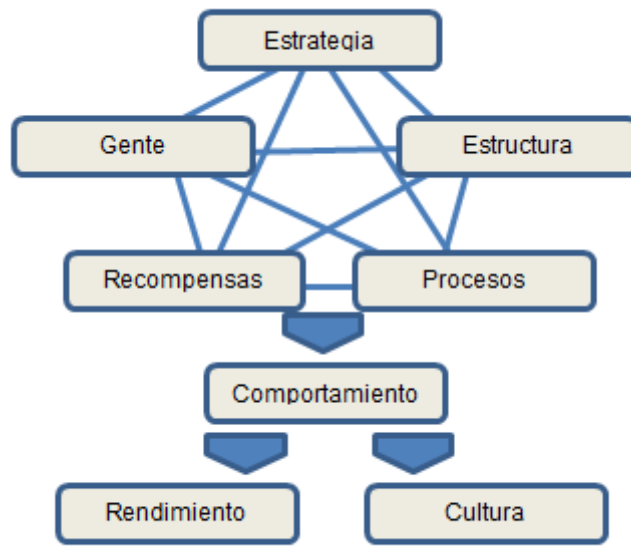 Estrategia
Gente
Estructura
Recompensas
Procesos
Comportamiento
Rendimiento
Cultura